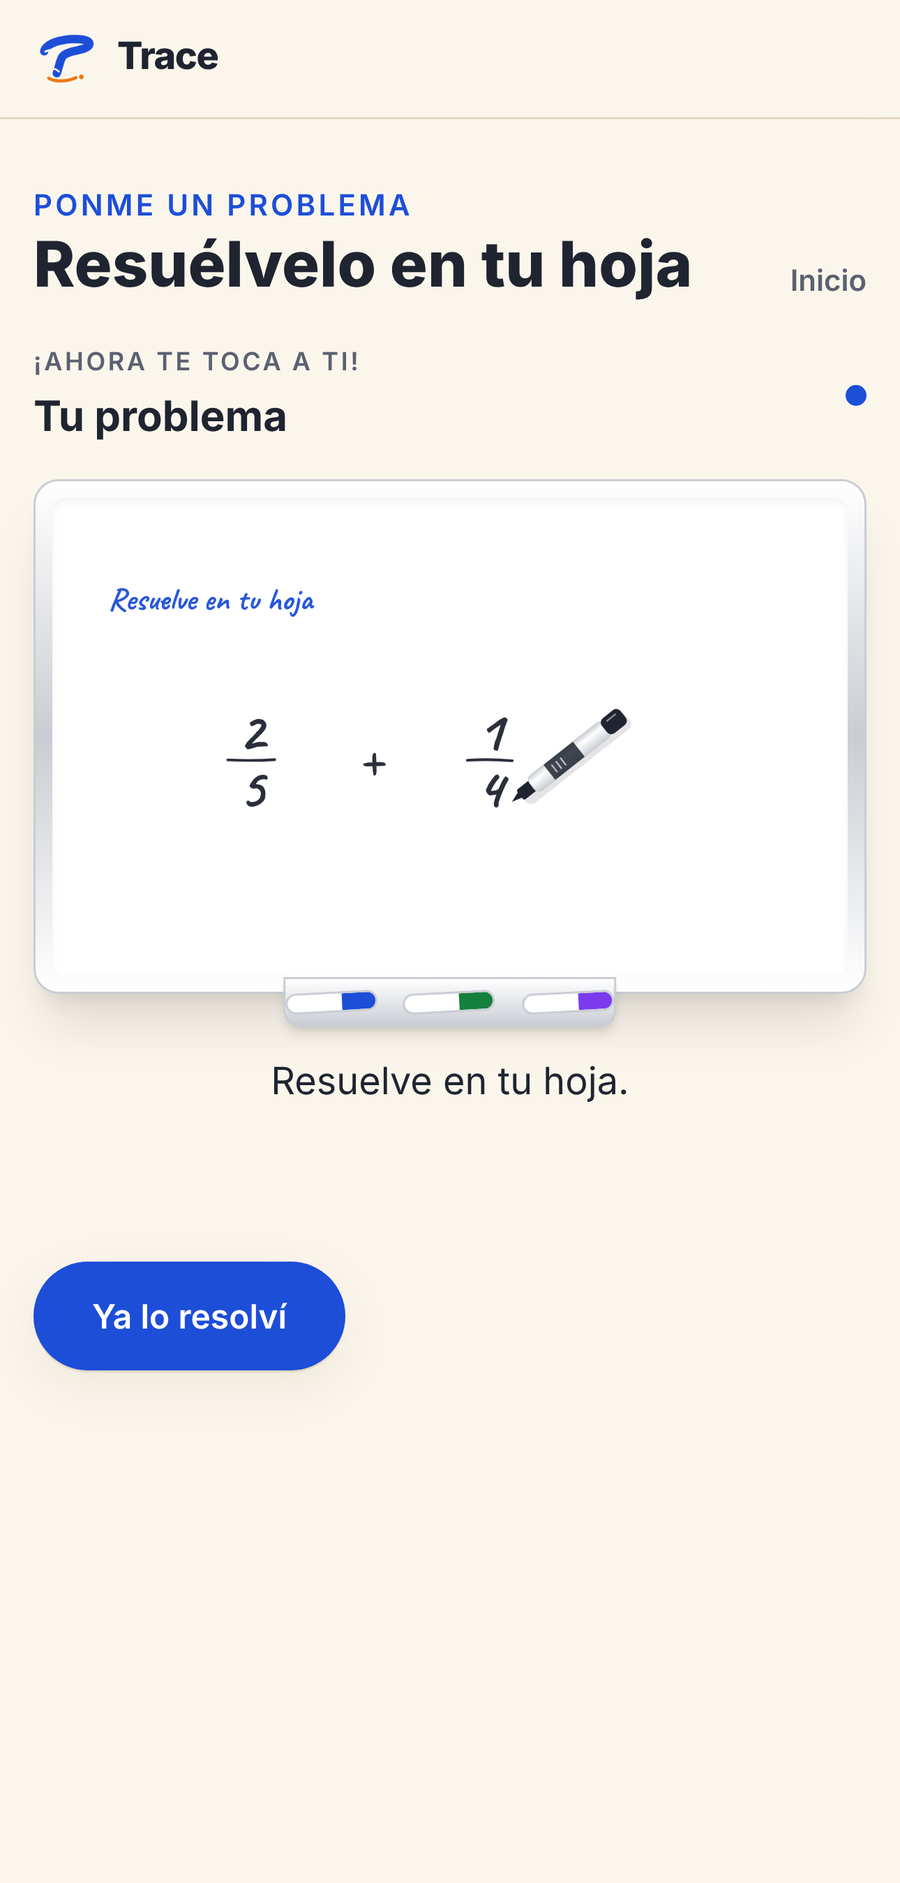 Trace
PONME UN PROBLEMA
Resuélvelo en tu hoja
Inicio
¡AHORA TE TOCA A TI!
Tu problema
Resuelve en tu hoja
2/5 + 1/4
Resuelve en tu hoja.
Ya lo resolví